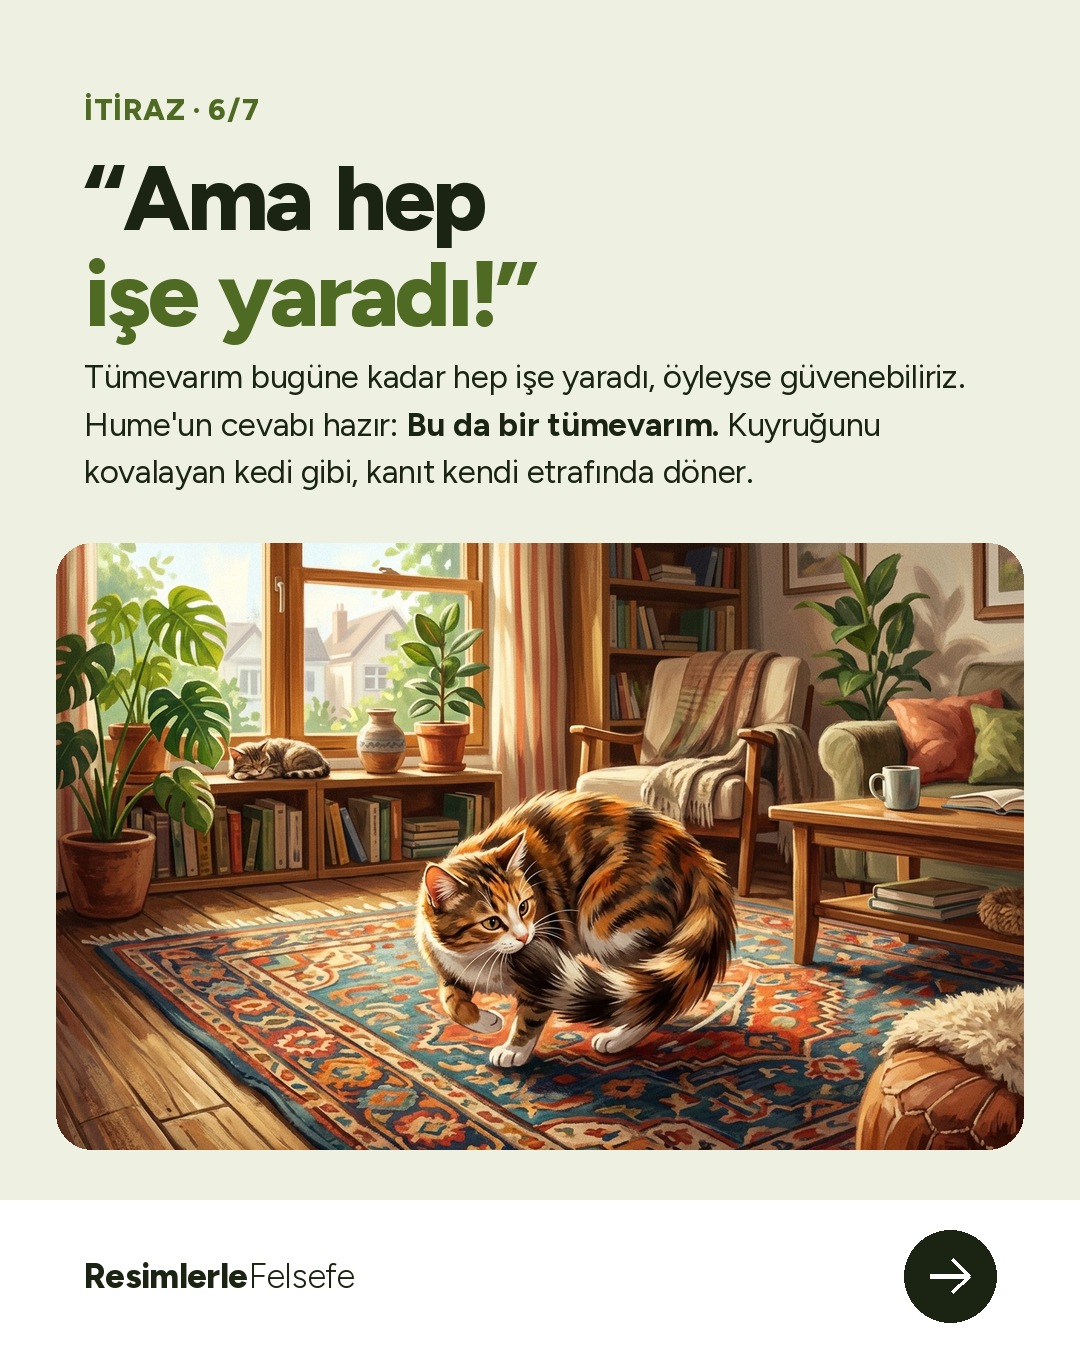 İTİRAZ · 6/7
“Ama hep
işe yaradı!”
Tümevarım bugüne kadar hep işe yaradı, öyleyse güvenebiliriz.
Hume'un cevabı hazır: Bu da bir tümevarım. Kuyruğunu
kovalayan kedi gibi, kanıt kendi etrafında döner.
ResimlerleFelsefe